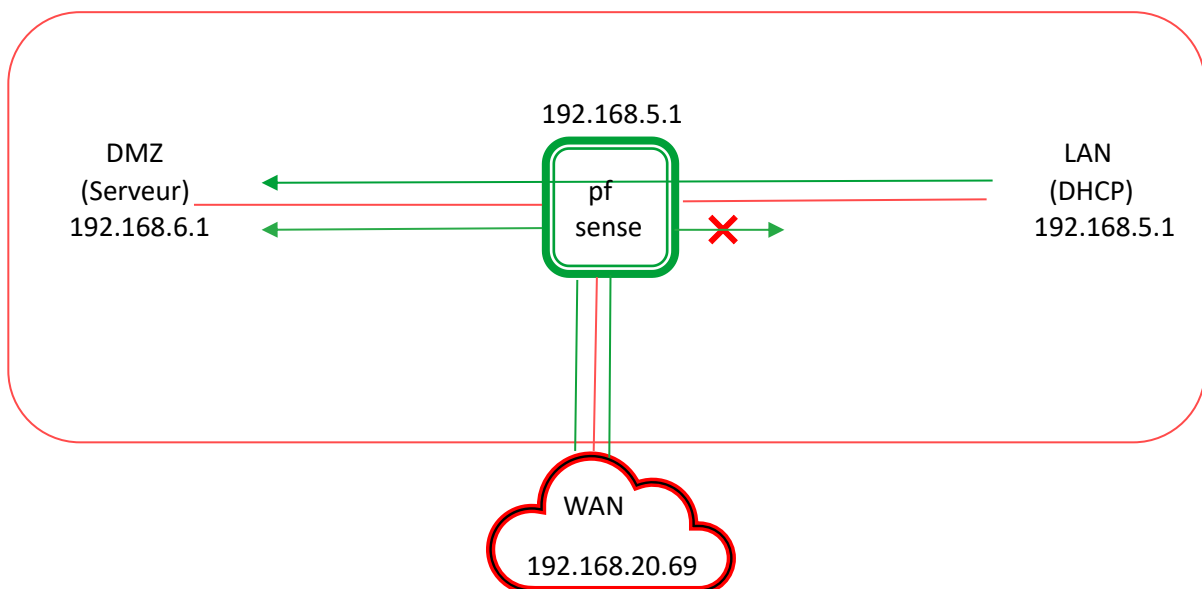 192.168.5.1
DMZ
(Serveur)
192.168.6.1
pf
sense
LAN
(DHCP)
192.168.5.1
WAN
192.168.20.69